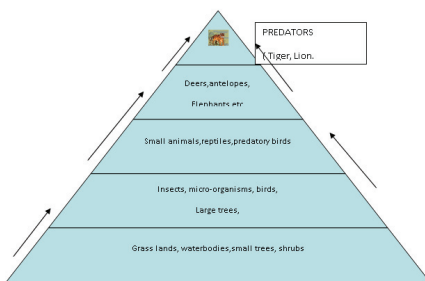 PREDATORS
( Tiger, Lion.
Deers,antelopes,
Elephants etc
Small animals,reptiles,predatory birds
Insects, micro-organisms, birds,
Large trees,
Grass lands, waterbodies,small trees, shrubs